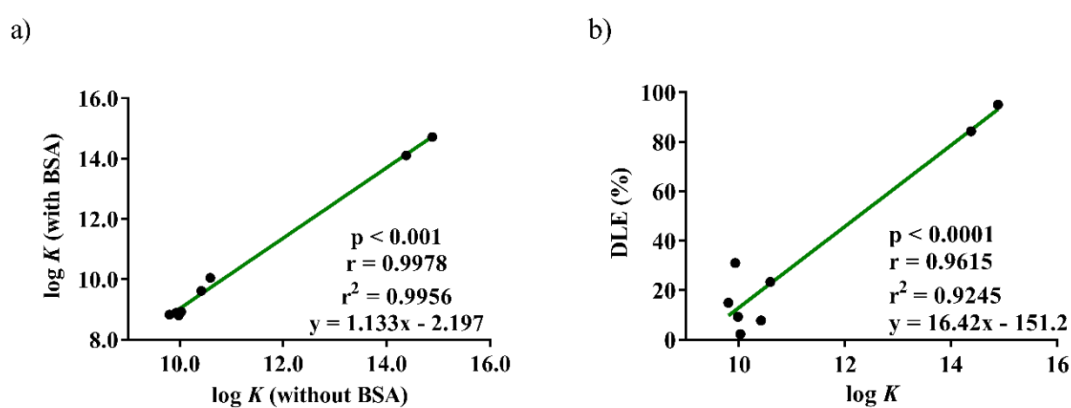 a)
16.0
14.0
12.0
10.0
8.0
log K (with BSA)
p < 0.001
r = 0.9978
r² = 0.9956
y = 1.133x - 2.197
10.0 12.0 14.0 16.0
log K (without BSA)
b)
100
80
60
40
20
0
DLE (%)
p < 0.0001
r = 0.9615
r² = 0.9245
y = 16.42x - 151.2
10 12 14 16
log K